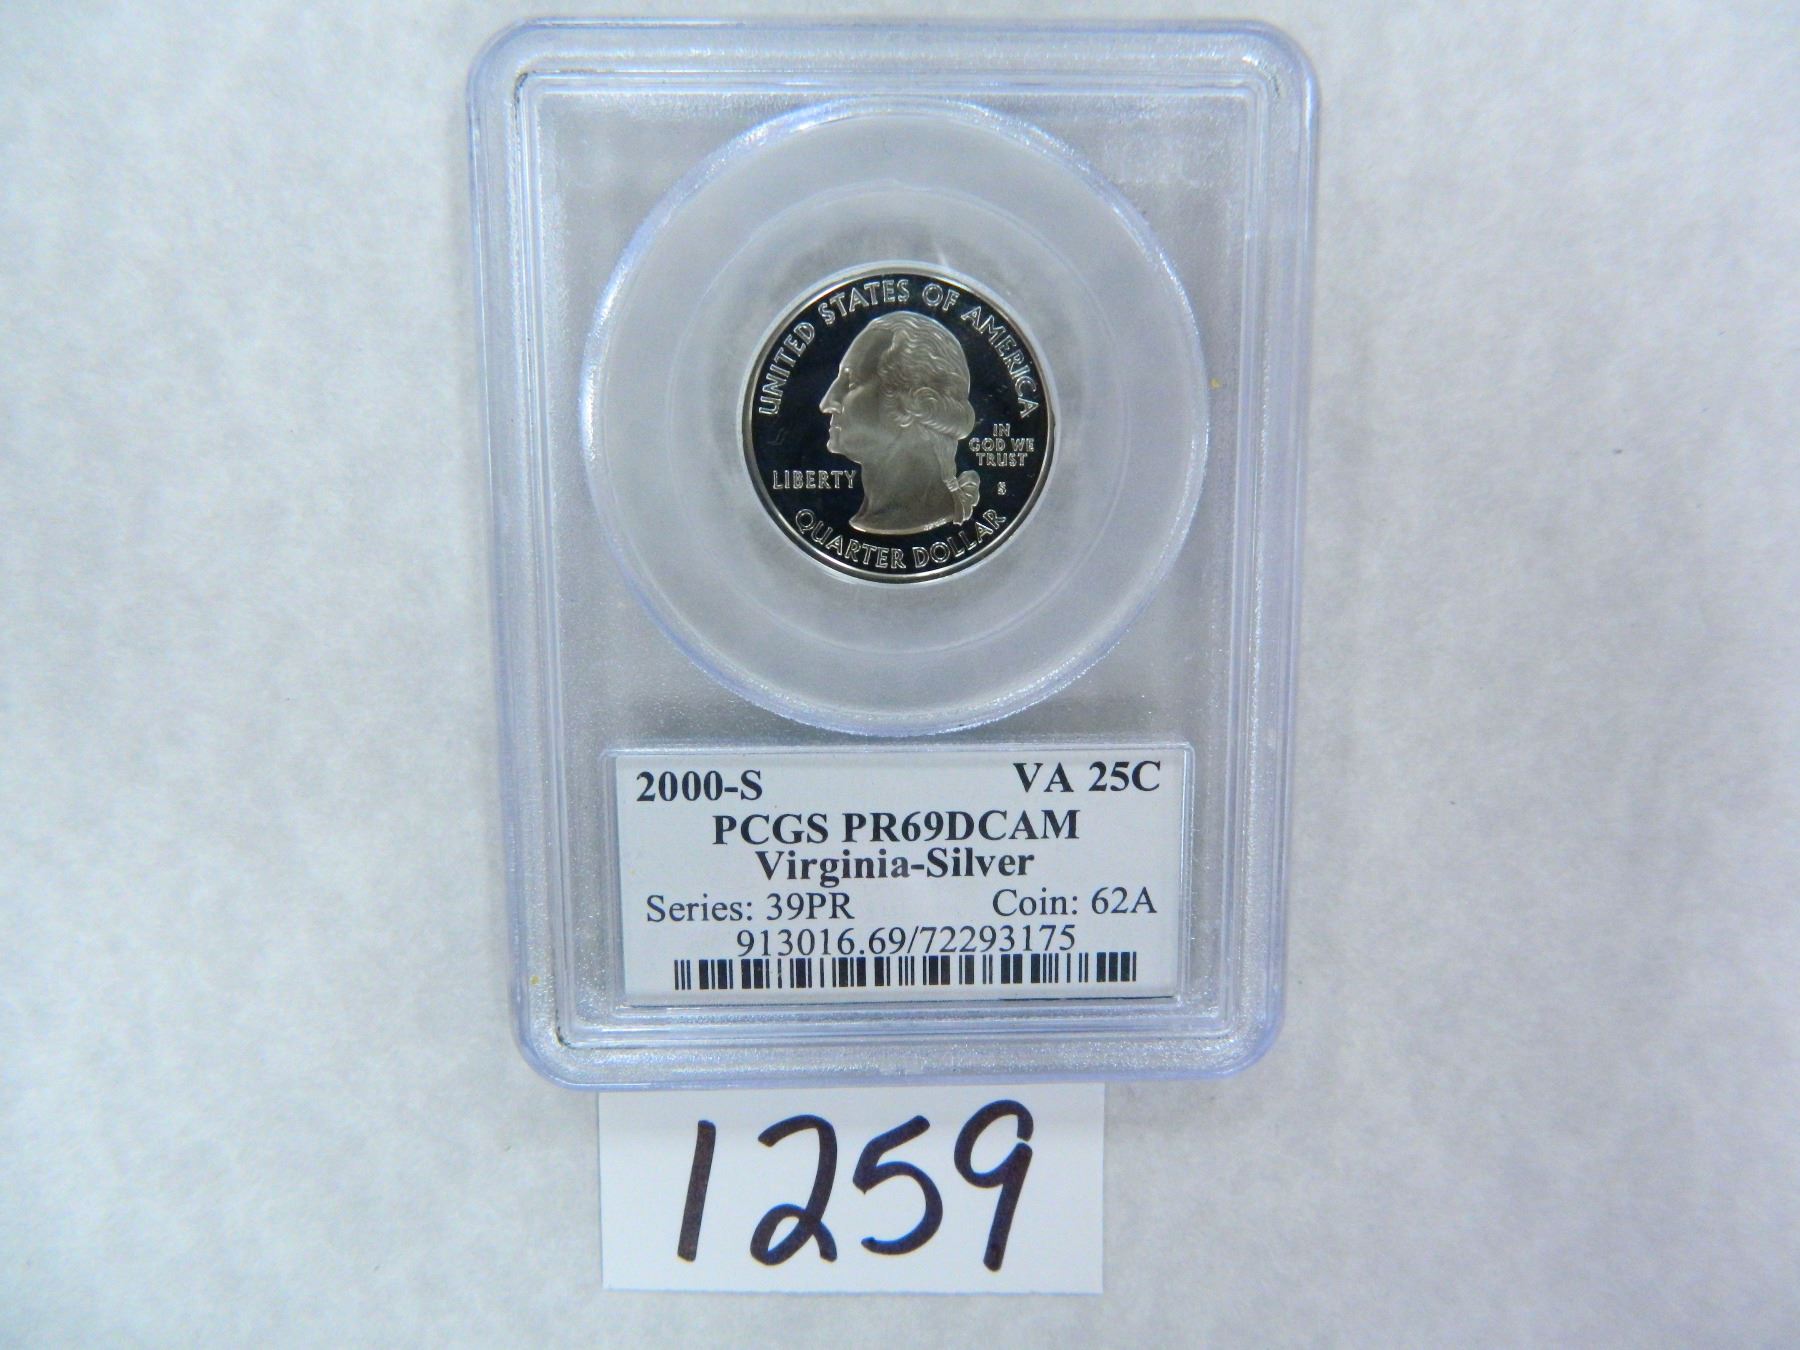 UNITED STATES OF AMERICA
IN
GOD WE
TRUST
LIBERTY
S
QUARTER DOLLAR
2000-S VA 25C
PCGS PR69DCAM
Virginia-Silver
Series: 39PR Coin: 62A
913016.69/72293175
1259